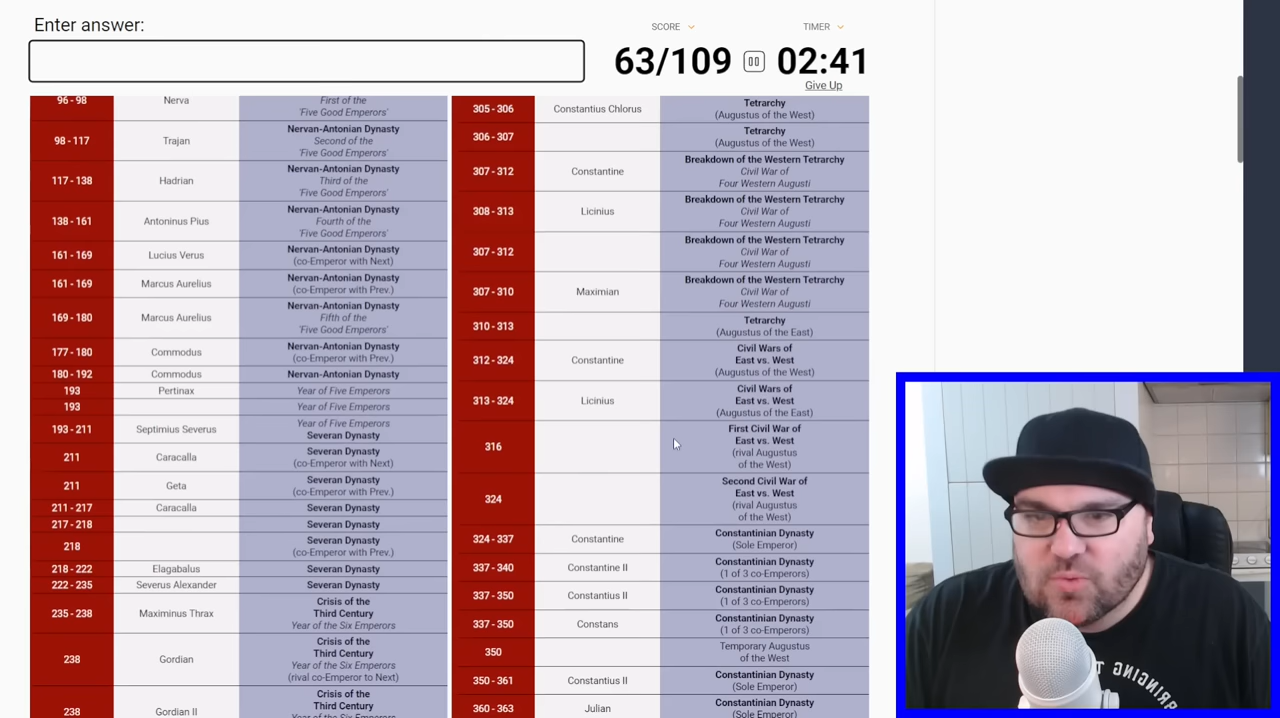 Enter answer:
SCORE
TIMER
63/109
02:41
Give Up
96 - 98
Nerva
First of the
'Five Good Emperors'
98 - 117
Trajan
Nervan-Antonian Dynasty
Second of the
'Five Good Emperors'
117 - 138
Hadrian
Nervan-Antonian Dynasty
Third of the
'Five Good Emperors'
138 - 161
Antoninus Pius
Nervan-Antonian Dynasty
Fourth of the
'Five Good Emperors'
161 - 169
Lucius Verus
Nervan-Antonian Dynasty
(co-Emperor with Next)
161 - 169
Marcus Aurelius
Nervan-Antonian Dynasty
(co-Emperor with Prev.)
169 - 180
Marcus Aurelius
Nervan-Antonian Dynasty
Fifth of the
'Five Good Emperors'
177 - 180
Commodus
Nervan-Antonian Dynasty
(co-Emperor with Prev.)
180 - 192
Commodus
Nervan-Antonian Dynasty
193
Pertinax
Year of Five Emperors
193
Year of Five Emperors
193 - 211
Septimius Severus
Year of Five Emperors
Severan Dynasty
211
Caracalla
Severan Dynasty
(co-Emperor with Next)
211
Geta
Severan Dynasty
(co-Emperor with Prev.)
211 - 217
Caracalla
Severan Dynasty
217 - 218
Severan Dynasty
218
Severan Dynasty
(co-Emperor with Prev.)
218 - 222
Elagabalus
Severan Dynasty
222 - 235
Severus Alexander
Severan Dynasty
235 - 238
Maximinus Thrax
Crisis of the
Third Century
Year of the Six Emperors
238
Gordian
Crisis of the
Third Century
Year of the Six Emperors
(rival co-Emperor to Next)
238
Gordian II
Crisis of the
Third Century
Year of the Six Emperors
305 - 306
Constantius Chlorus
Tetrarchy
(Augustus of the West)
306 - 307
Tetrarchy
(Augustus of the West)
307 - 312
Constantine
Breakdown of the Western Tetrarchy
Civil War of
Four Western Augusti
308 - 313
Licinius
Breakdown of the Western Tetrarchy
Civil War of
Four Western Augusti
307 - 312
Breakdown of the Western Tetrarchy
Civil War of
Four Western Augusti
307 - 310
Maximian
Breakdown of the Western Tetrarchy
Civil War of
Four Western Augusti
310 - 313
Tetrarchy
(Augustus of the East)
312 - 324
Constantine
Civil Wars of
East vs. West
(Augustus of the West)
313 - 324
Licinius
Civil Wars of
East vs. West
(Augustus of the East)
316
First Civil War of
East vs. West
(rival Augustus
of the West)
324
Second Civil War of
East vs. West
(rival Augustus
of the West)
324 - 337
Constantine
Constantinian Dynasty
(Sole Emperor)
337 - 340
Constantine II
Constantinian Dynasty
(1 of 3 co-Emperors)
337 - 350
Constantius II
Constantinian Dynasty
(1 of 3 co-Emperors)
337 - 350
Constans
Constantinian Dynasty
(1 of 3 co-Emperors)
350
Temporary Augustus
of the West
350 - 361
Constantius II
Constantinian Dynasty
(Sole Emperor)
360 - 363
Julian
Constantinian Dynasty
(Sole Emperor)